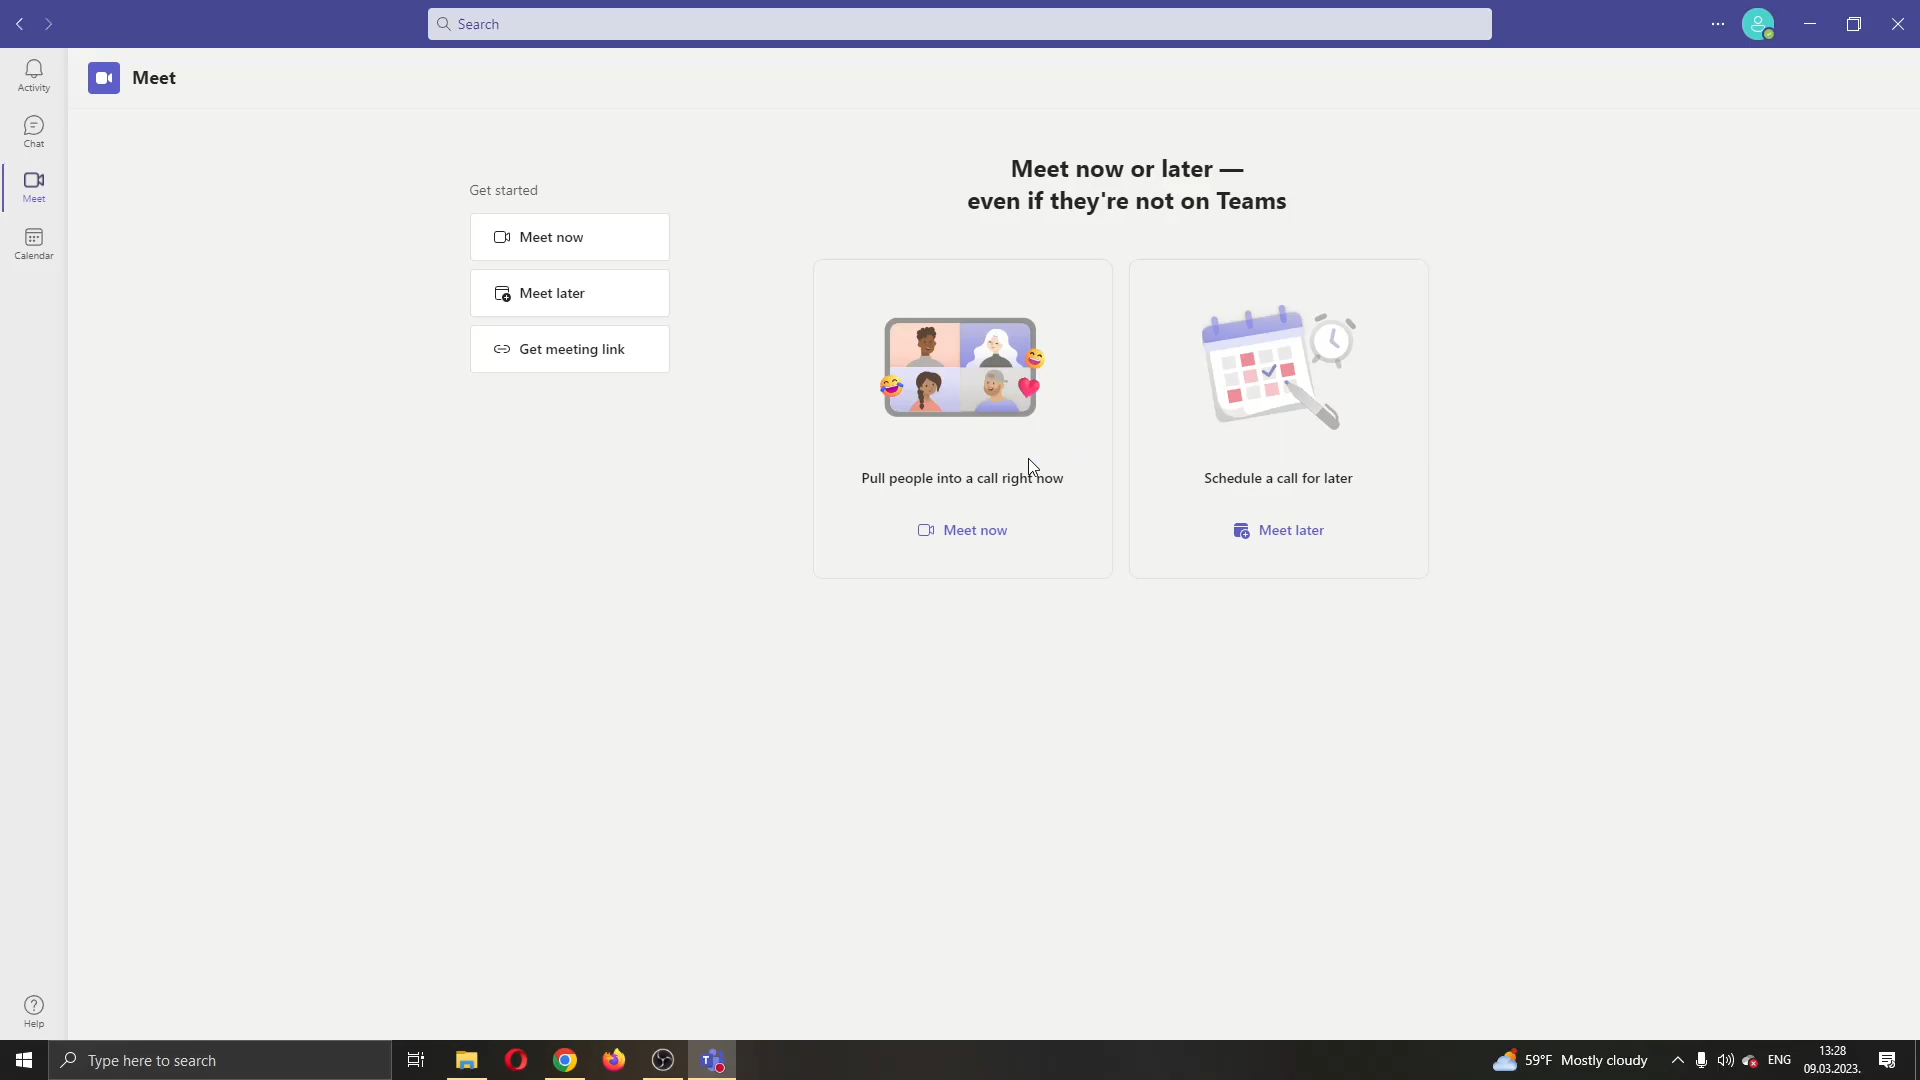 Search
Activity
Chat
Meet
Calendar
Help
Meet
Get started
Meet now
Meet later
Get meeting link
Meet now or later —
even if they're not on Teams
Pull people into a call right now
Meet now
Schedule a call for later
Meet later
Type here to search
59°F Mostly cloudy
ENG
13:28
09.03.2023.